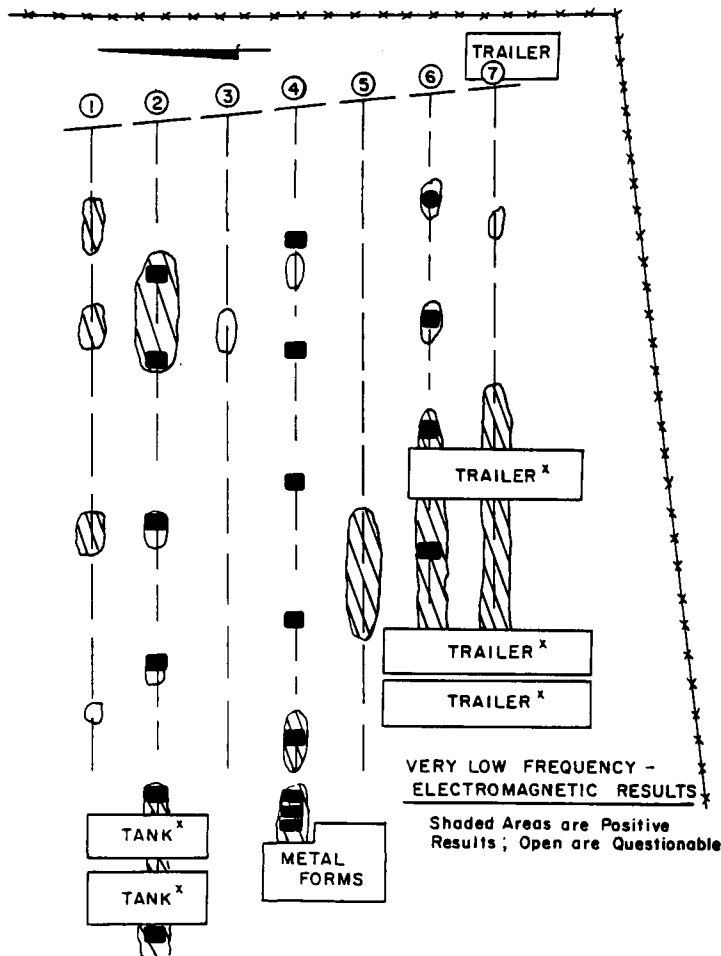 TRAILER
1 2 3 4 5 6 7
TRAILER x
TRAILER x
TRAILER x
VERY LOW FREQUENCY -
ELECTROMAGNETIC RESULTS
Shaded Areas are Positive
Results ; Open are Questionable
TANK x
METAL
FORMS
TANK x